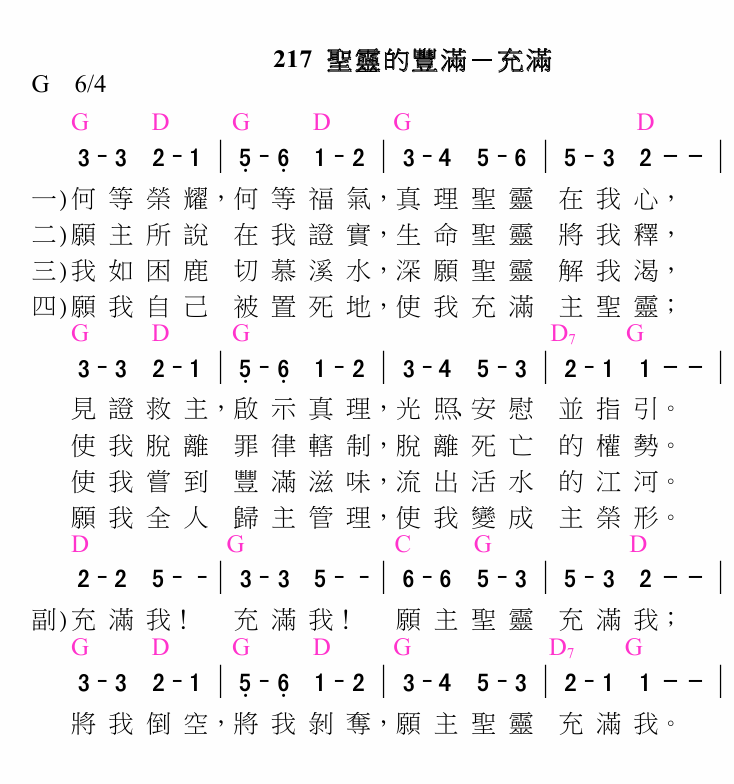 217 聖靈的豐滿－充滿
G 6/4
G D G D G D
3 - 3 2 - 1 | 5̣ - 6̣ 1 - 2 | 3 - 4 5 - 6 | 5 - 3 2 - - |
一)何等榮耀，何等福氣，真理聖靈 在我心，
二)願主所說 在我證實，生命聖靈 將我釋，
三)我如困鹿 切慕溪水，深願聖靈 解我渴，
四)願我自己 被置死地，使我充滿 主聖靈；
G D G D7 G
3 - 3 2 - 1 | 5̣ - 6̣ 1 - 2 | 3 - 4 5 - 3 | 2 - 1 1 - - |
見證救主，啟示真理，光照、安慰 並指引。
使我脫離 罪律轄制，脫離死亡 的權勢。
使我嘗到 豐滿滋味，流出活水 的江河。
願我全人 歸主管理，使我變成 主榮形。
D G C G D
2 - 2 5 - - | 3 - 3 5 - - | 6 - 6 5 - 3 | 5 - 3 2 - - |
副)充滿我！ 充滿我！ 願主聖靈 充滿我；
G D G D G D7 G
3 - 3 2 - 1 | 5̣ - 6̣ 1 - 2 | 3 - 4 5 - 3 | 2 - 1 1 - - |
將我倒空，將我剝奪，願主聖靈 充滿我。